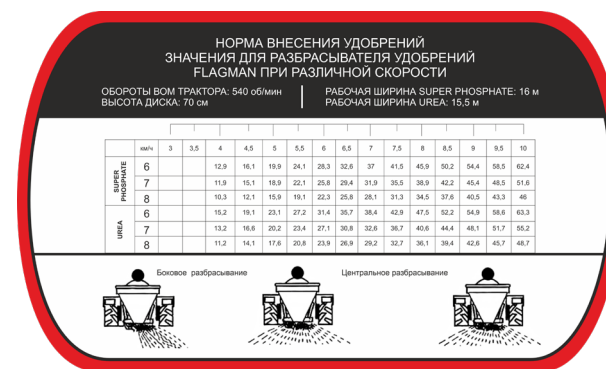 НОРМА ВНЕСЕНИЯ УДОБРЕНИЙ
ЗНАЧЕНИЯ ДЛЯ РАЗБРАСЫВАТЕЛЯ УДОБРЕНИЙ
FLAGMAN ПРИ РАЗЛИЧНОЙ СКОРОСТИ
ОБОРОТЫ ВОМ ТРАКТОРА: 540 об/мин
ВЫСОТА ДИСКА: 70 см
РАБОЧАЯ ШИРИНА SUPER PHOSPHATE: 16 м
РАБОЧАЯ ШИРИНА UREA: 15,5 м
км/ч 3 3,5 4 4,5 5 5,5 6 6,5 7 7,5 8 8,5 9 9,5 10
SUPER
PHOSPHATE
6 12,9 16,1 19,9 24,1 28,3 32,6 37 41,5 45,9 50,2 54,4 58,5 62,4
7 11,9 15,1 18,9 22,1 25,8 29,4 31,9 35,5 38,9 42,2 45,4 48,5 51,6
8 10,3 12,1 15,9 19,1 22,3 25,8 28,1 31,3 34,5 37,6 40,5 43,3 46
UREA
6 15,2 19,1 23,1 27,2 31,4 35,7 38,4 42,9 47,5 52,2 54,9 58,6 63,3
7 13,2 16,6 20,2 23,4 27,1 30,8 32,6 36,7 40,6 44,4 48,1 51,7 55,2
8 11,2 14,1 17,6 20,8 23,9 26,9 29,2 32,7 36,1 39,4 42,6 45,7 48,7
Боковое разбрасывание
Центральное разбрасывание